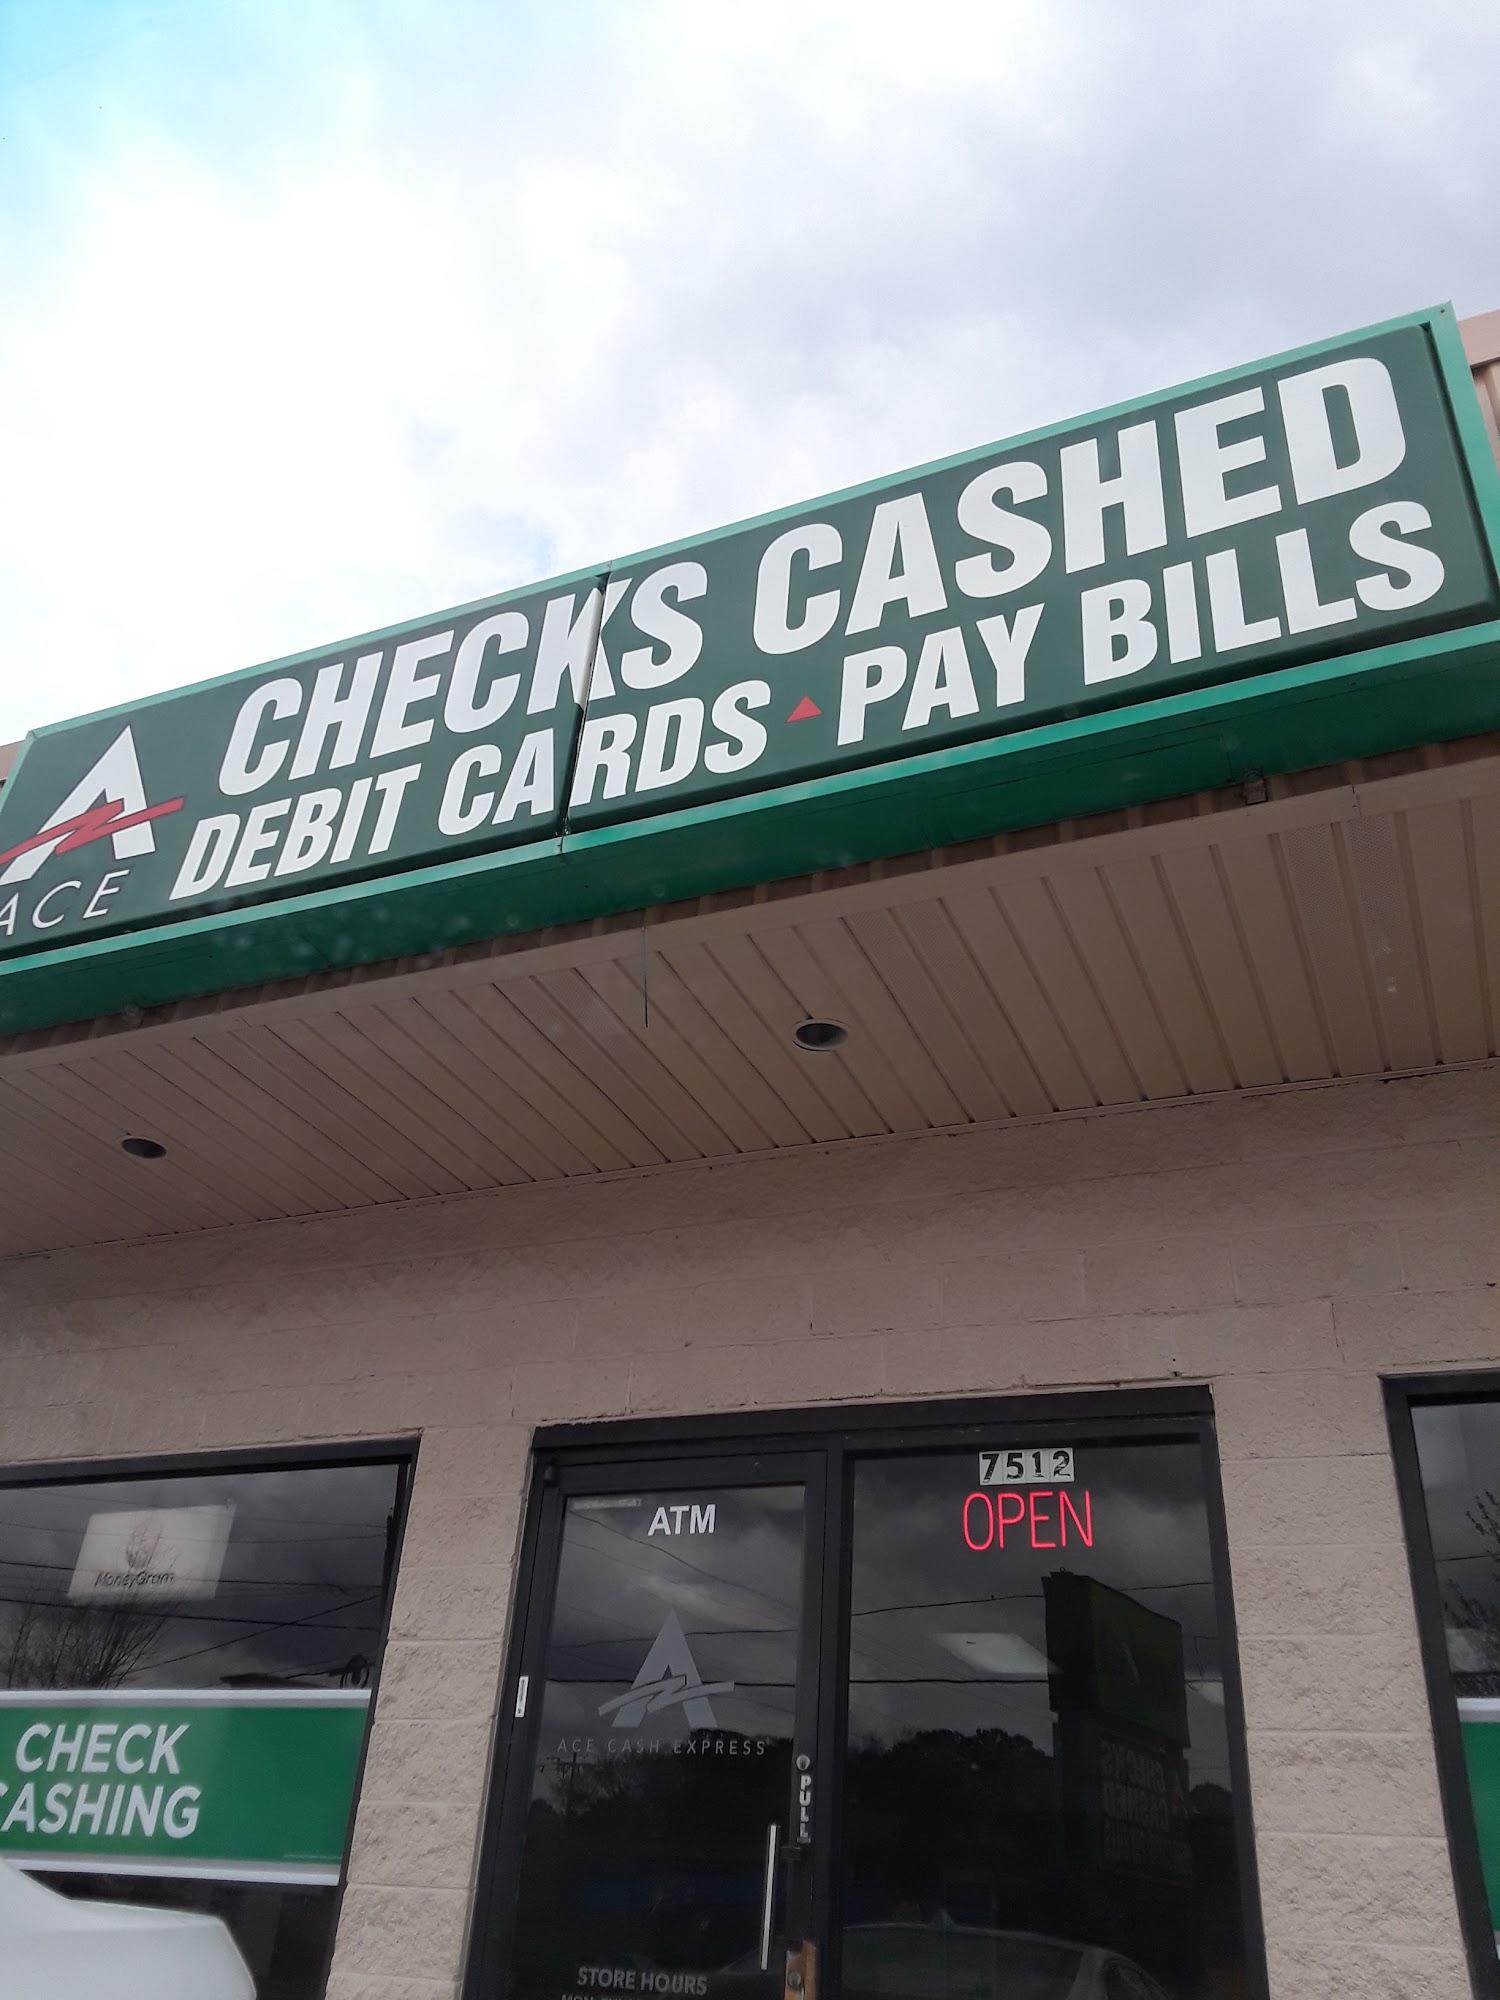 CHECKS CASHED
DEBIT CARDS PAY BILLS
ACE
7512
OPEN
ATM
MoneyGram
ACE CASH EXPRESS
PULL
CHECK
CASHING
STORE HOURS